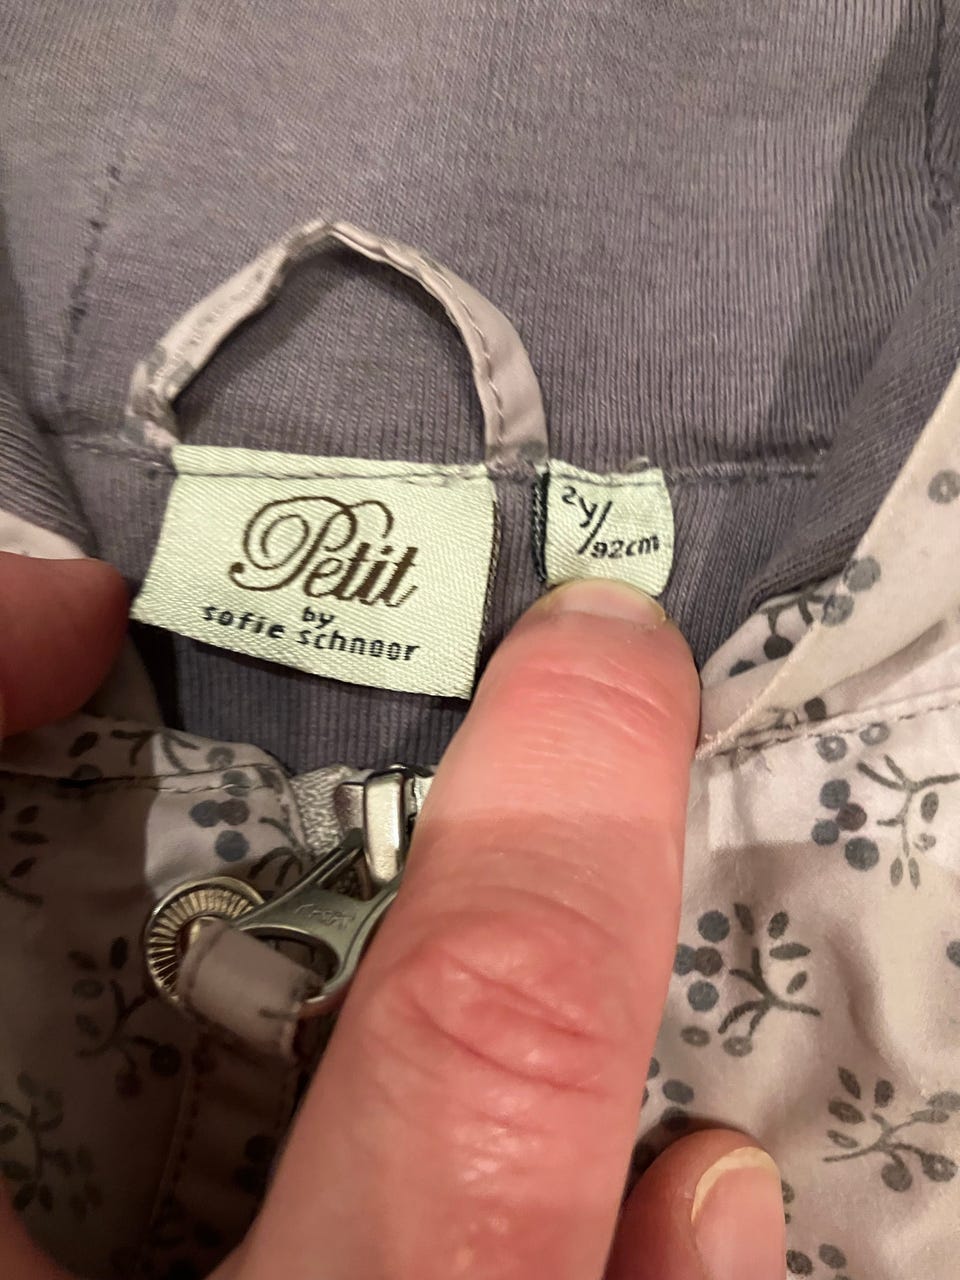 Petit
by
sofie schnoor
2y/
92cm